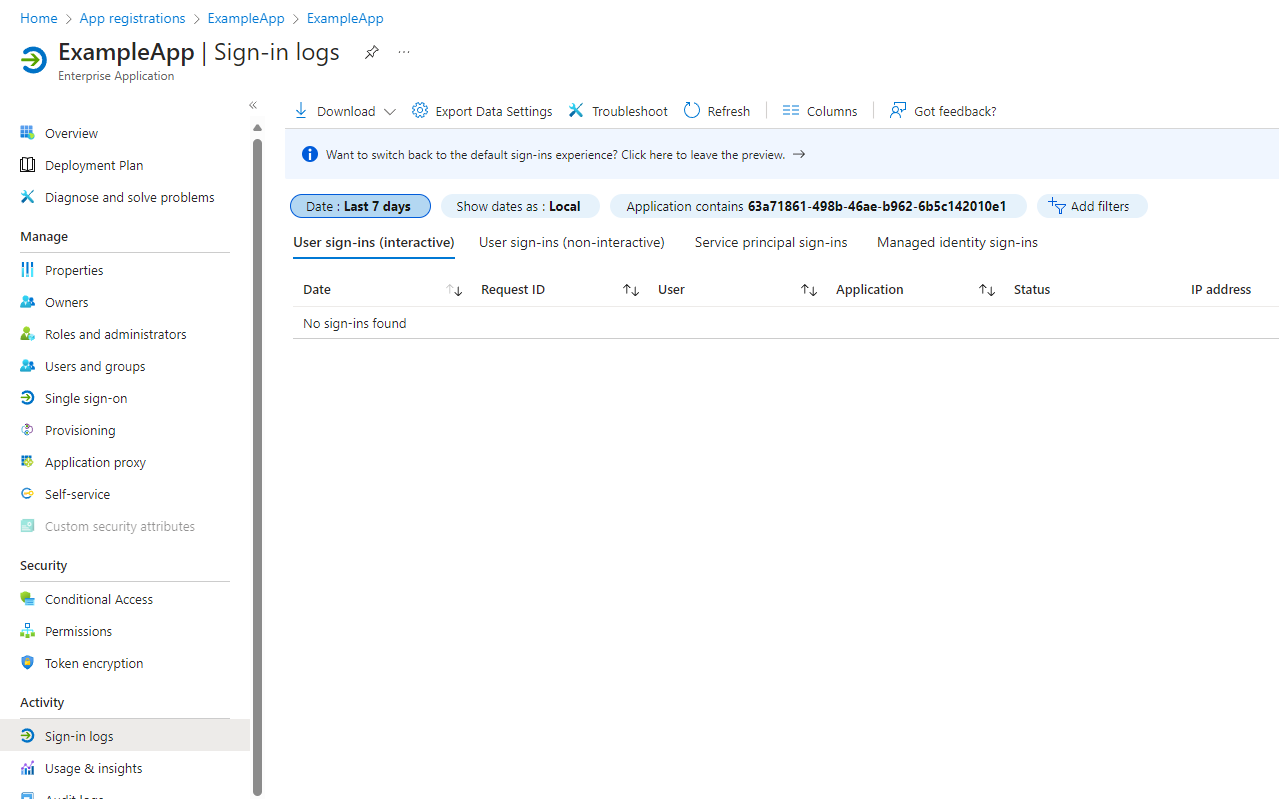 Home > App registrations > ExampleApp > ExampleApp
ExampleApp | Sign-in logs
Enterprise Application
Overview
Deployment Plan
Diagnose and solve problems
Manage
Properties
Owners
Roles and administrators
Users and groups
Single sign-on
Provisioning
Application proxy
Self-service
Custom security attributes
Security
Conditional Access
Permissions
Token encryption
Activity
Sign-in logs
Usage & insights
Audit logs
Download Export Data Settings Troubleshoot Refresh Columns Got feedback?
Want to switch back to the default sign-ins experience? Click here to leave the preview. →
Date : Last 7 days Show dates as : Local Application contains 63a71861-498b-46ae-b962-6b5c142010e1 Add filters
User sign-ins (interactive) User sign-ins (non-interactive) Service principal sign-ins Managed identity sign-ins
Date Request ID User Application Status IP address
No sign-ins found